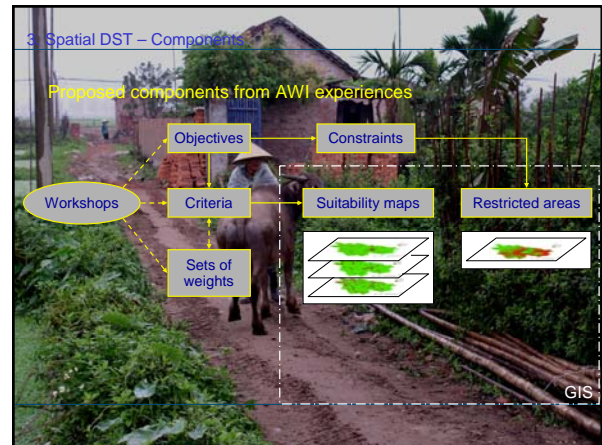 3. Spatial DST – Components
Proposed components from AWI experiences
Objectives
Constraints
Workshops
Criteria
Suitability maps
Restricted areas
Sets of
weights
GIS